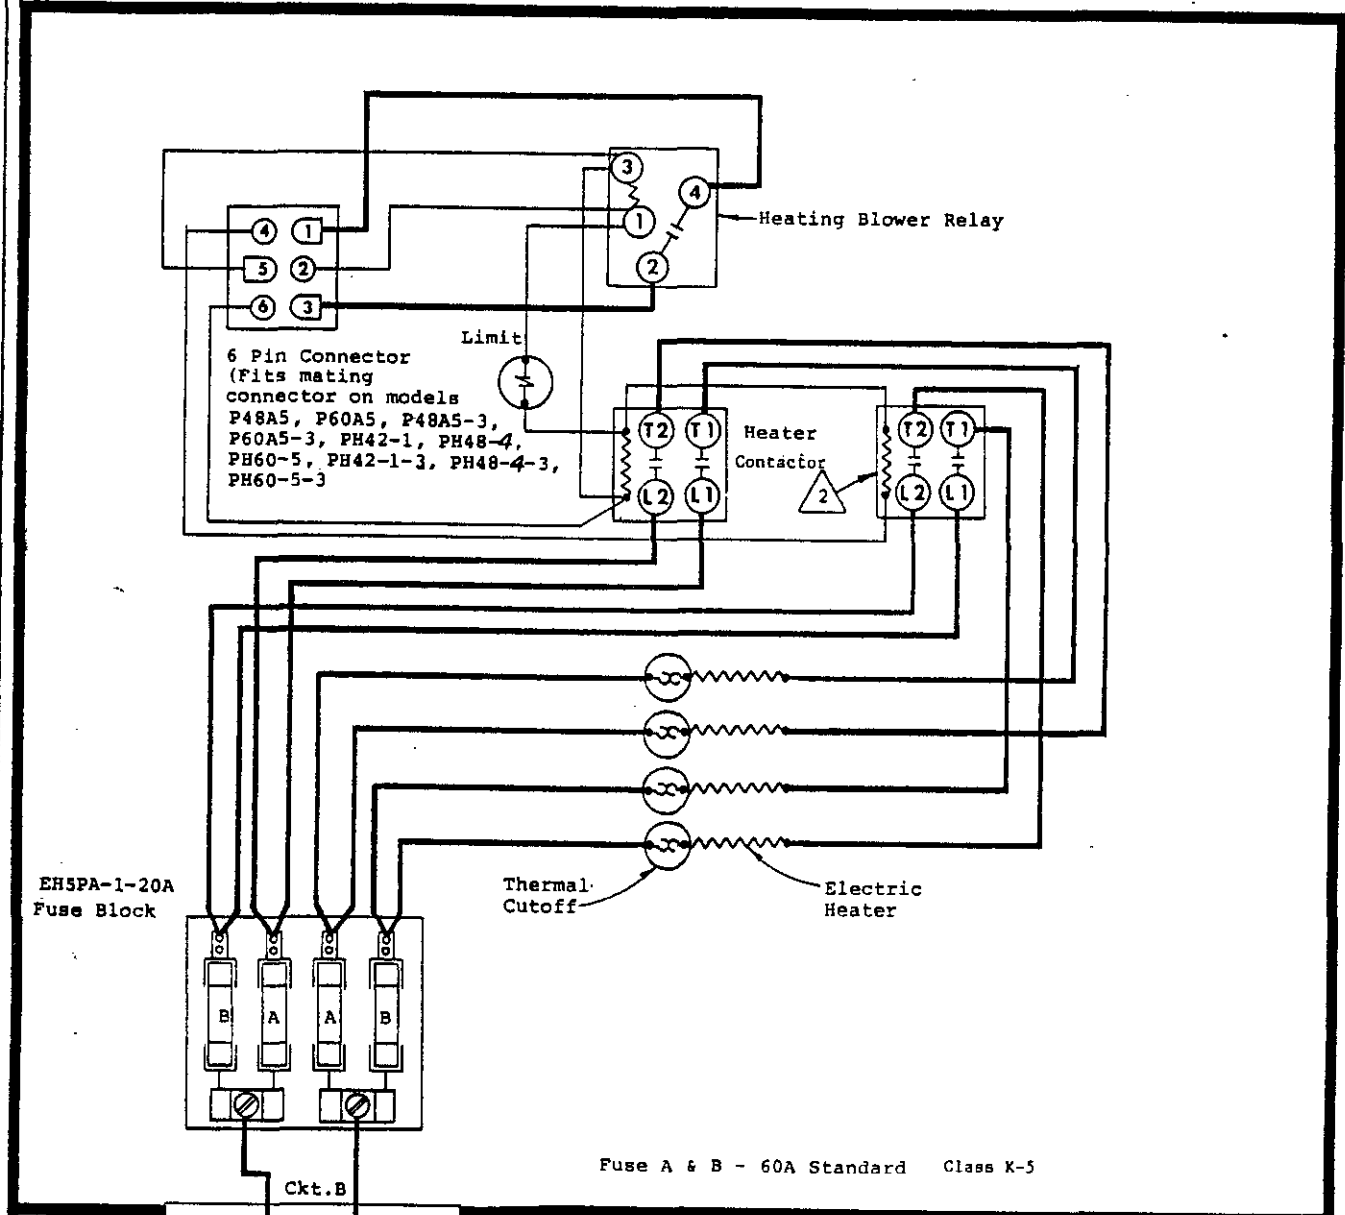 3
4
1
Heating Blower Relay
2
4 1
5 2
6 3
Limit
6 Pin Connector
(Fits mating
connector on models
P48A5, P60A5, P48A5-3,
P60A5-3, PH42-1, PH48-4,
PH60-5, PH42-1-3, PH48-4-3,
PH60-5-3
T2 T1
L2 L1
Heater
Contactor
2
T2 T1
L2 L1
Thermal
Cutoff
Electric
Heater
EH5PA-1-20A
Fuse Block
B A A B
Fuse A & B - 60A Standard Class K-5
Ckt.B